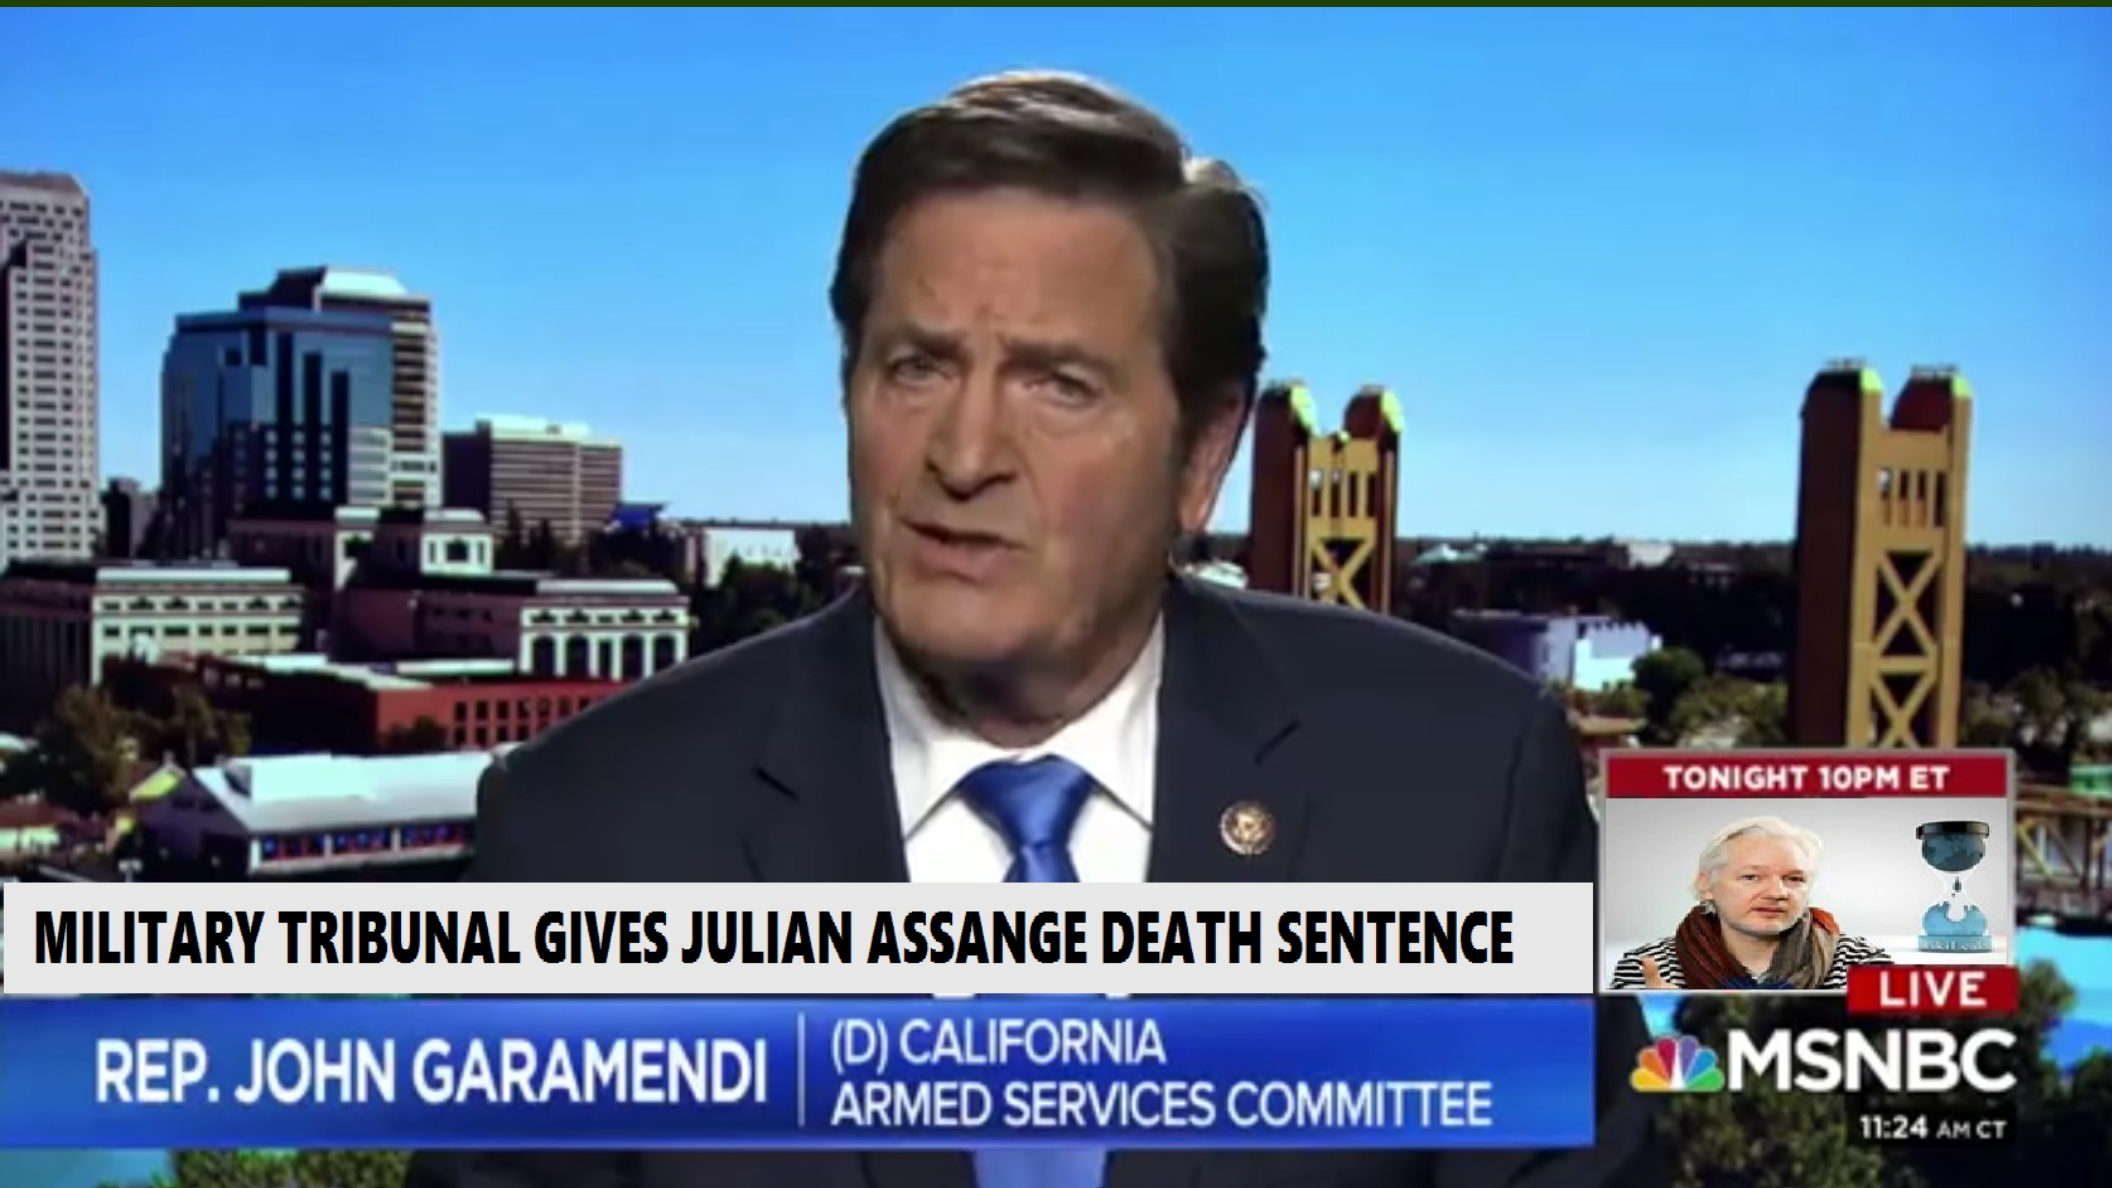 TONIGHT 10PM ET
MILITARY TRIBUNAL GIVES JULIAN ASSANGE DEATH SENTENCE
LIVE
REP. JOHN GARAMENDI
(D) CALIFORNIA
ARMED SERVICES COMMITTEE
MSNBC
11:24 AM CT
WikiLeaks